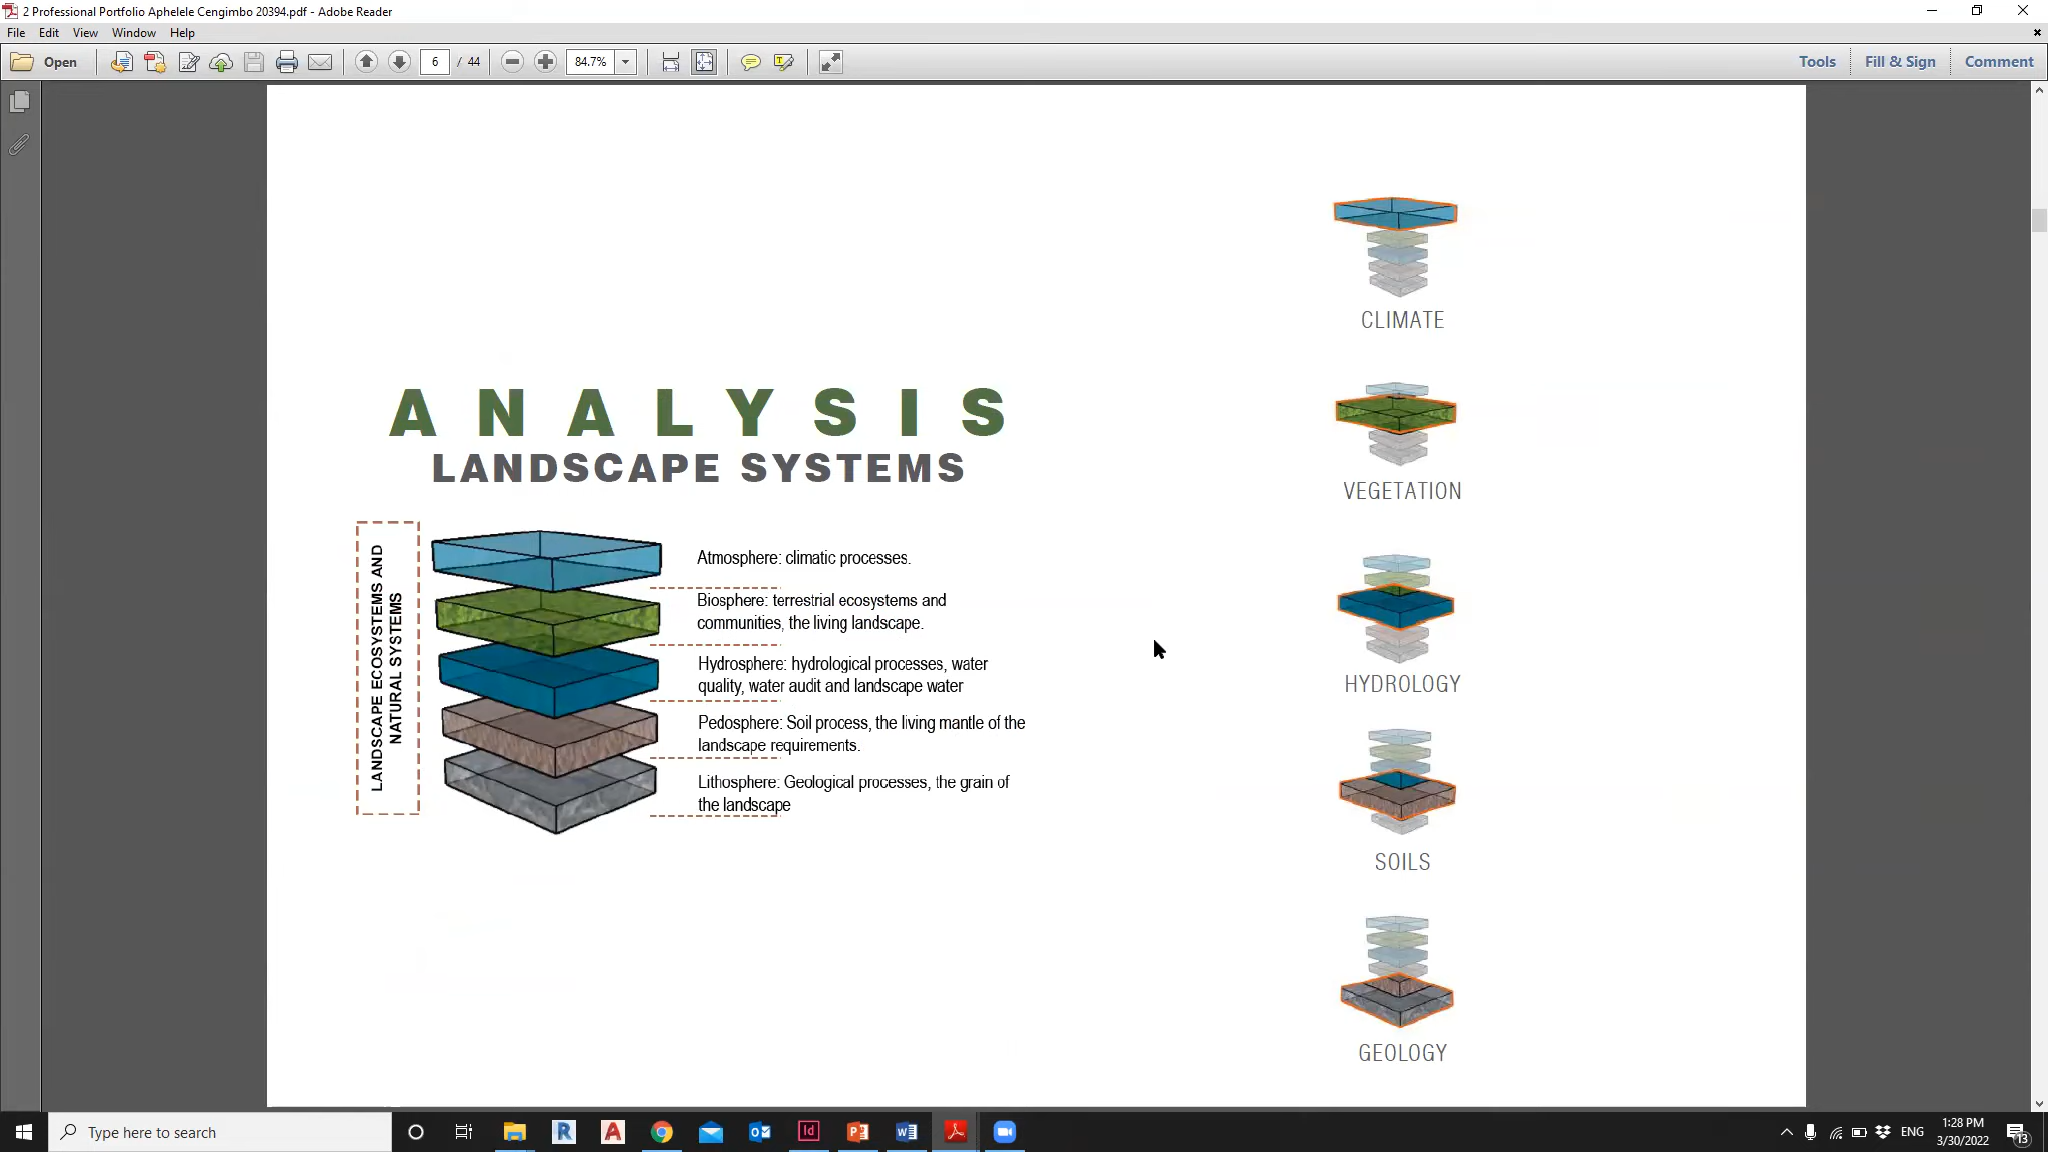 2 Professional Portfolio Aphelele Cengimbo 20394.pdf - Adobe Reader
File Edit View Window Help
Open 6 / 44 84.7% Tools Fill & Sign Comment
A N A L Y S I S
LANDSCAPE SYSTEMS
LANDSCAPE ECOSYSTEMS AND
NATURAL SYSTEMS
Atmosphere: climatic processes.
Biosphere: terrestrial ecosystems and
communities, the living landscape.
Hydrosphere: hydrological processes, water
quality, water audit and landscape water
Pedosphere: Soil process, the living mantle of the
landscape requirements.
Lithosphere: Geological processes, the grain of
the landscape
CLIMATE
VEGETATION
HYDROLOGY
SOILS
GEOLOGY
Type here to search
ENG
1:28 PM
3/30/2022
13